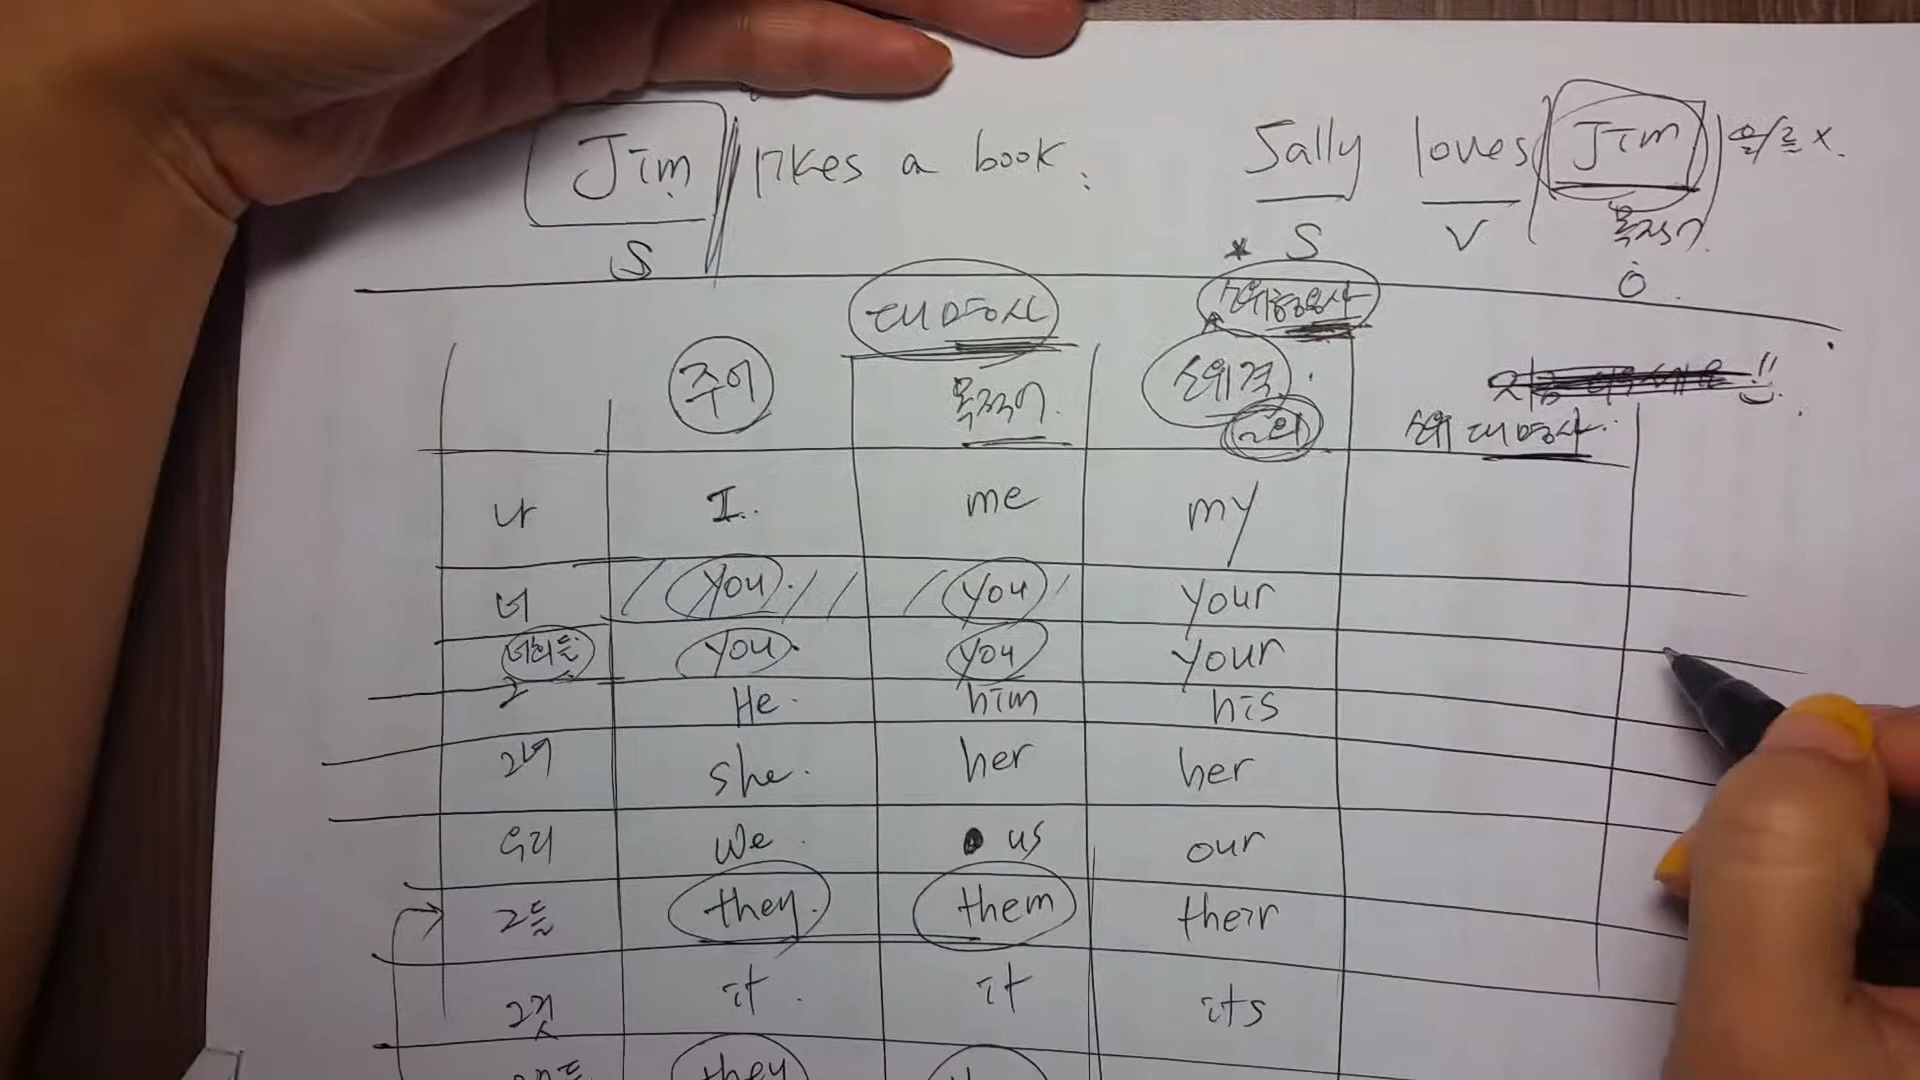 Jim likes a book.
Sally loves Jim 을/를 x.
S
S V 목적어.
O.
대명사 소유형용사
주어 목적어. 소유격.
소유 대명사.
나 I. me my
너 you. you your
너희들 you. you your
그 He. him his
그녀 she. her her
우리 we. us our
그들 they. them their
그것 it. it its
they